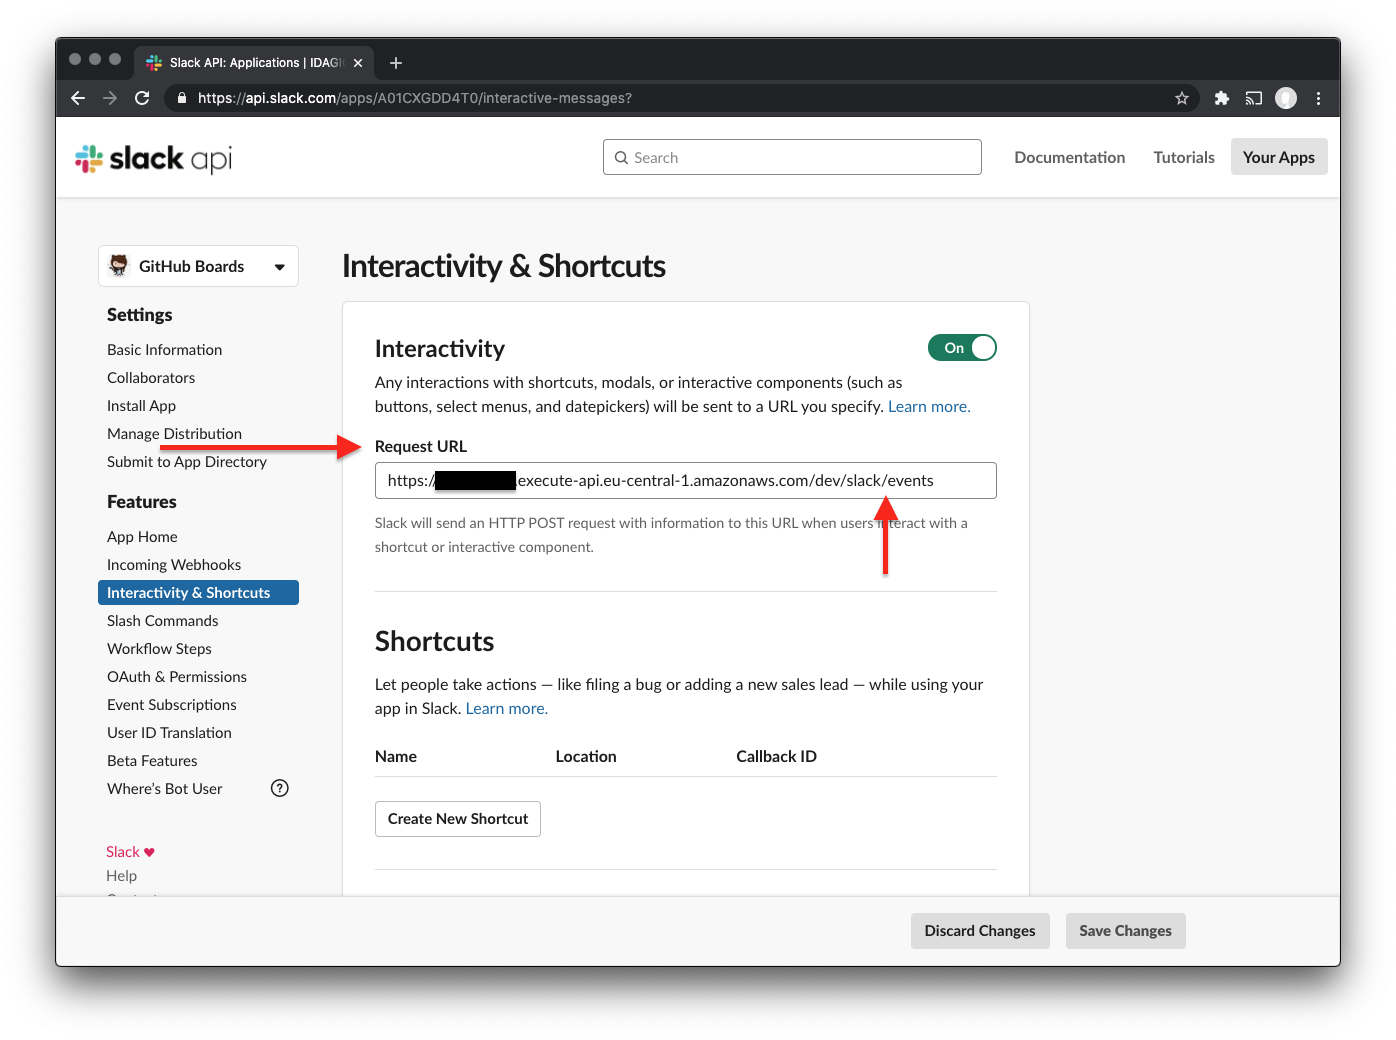 Slack API: Applications | IDAGI
https://api.slack.com/apps/A01CXGDD4T0/interactive-messages?
slack api
Search
Documentation
Tutorials
Your Apps
GitHub Boards
Settings
Basic Information
Collaborators
Install App
Manage Distribution
Submit to App Directory
Features
App Home
Incoming Webhooks
Interactivity & Shortcuts
Slash Commands
Workflow Steps
OAuth & Permissions
Event Subscriptions
User ID Translation
Beta Features
Where's Bot User
?
Slack ♥
Help
Interactivity & Shortcuts
Interactivity
On
Any interactions with shortcuts, modals, or interactive components (such as
buttons, select menus, and datepickers) will be sent to a URL you specify. Learn more.
Request URL
https:// .execute-api.eu-central-1.amazonaws.com/dev/slack/events
Slack will send an HTTP POST request with information to this URL when users interact with a
shortcut or interactive component.
Shortcuts
Let people take actions — like filing a bug or adding a new sales lead — while using your
app in Slack. Learn more.
Name
Location
Callback ID
Create New Shortcut
Discard Changes
Save Changes